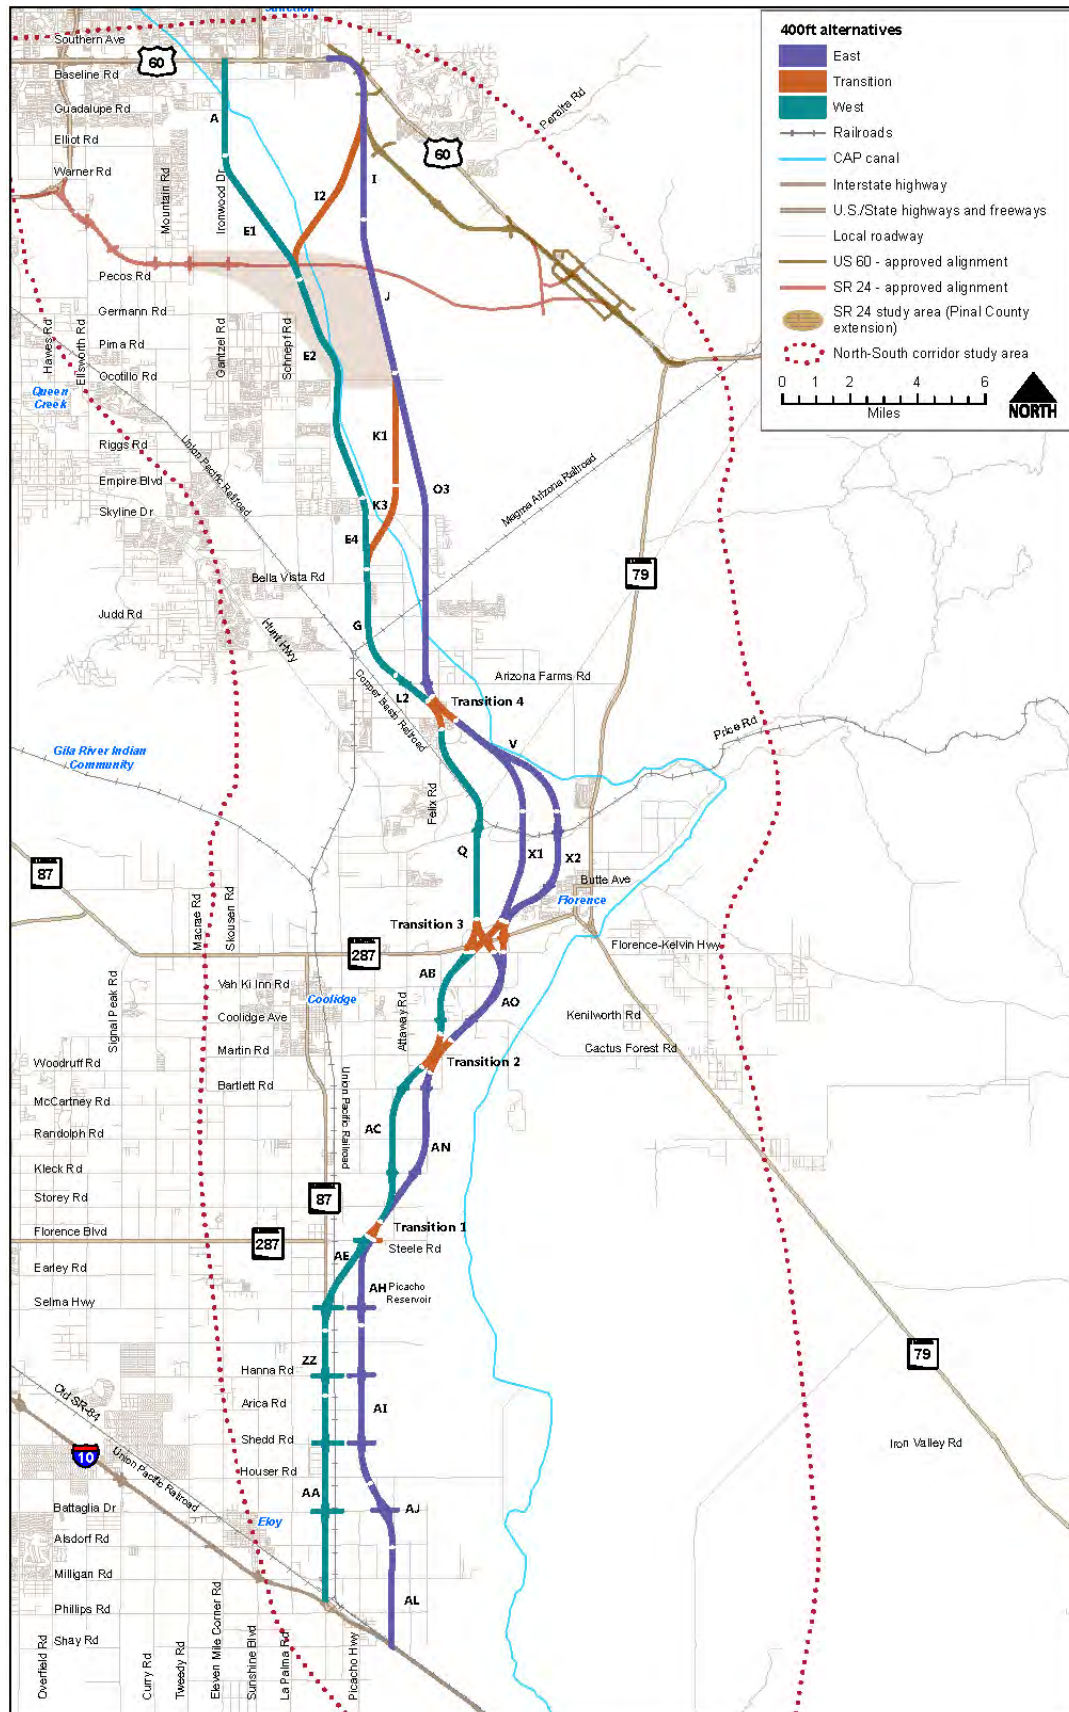 Junction
Southern Ave
60
Baseline Rd
Guadalupe Rd
Elliot Rd
Warner Rd
A
Mountain Rd
Ironwood Dr
I2
I
E1
Peralta Rd
60
Pecos Rd
J
Germann Rd
Hawes Rd
Ellsworth Rd
Pima Rd
Gantzel Rd
Schnepf Rd
E2
Ocotillo Rd
Queen
Creek
Riggs Rd
Union Pacific Railroad
K1
Empire Blvd
O3
Magma Arizona Railroad
Skyline Dr
K3
E4
79
Bella Vista Rd
Judd Rd
G
Hunt Hwy
Arizona Farms Rd
Copper Basin Railroad
L2
Transition 4
Price Rd
Gila River Indian
Community
V
Felix Rd
87
Q
X1
X2
Butte Ave
Florence
Macrae Rd
Skousen Rd
Transition 3
287
Florence-Kelvin Hwy
AB
Signal Peak Rd
Vah Ki Inn Rd
Coolidge
Attaway Rd
AO
Coolidge Ave
Kenilworth Rd
Martin Rd
Cactus Forest Rd
Woodruff Rd
Transition 2
Bartlett Rd
McCartney Rd
Union Pacific Railroad
Randolph Rd
AC
AN
Kleck Rd
Storey Rd
87
Florence Blvd
Transition 1
287
Steele Rd
AE
Earley Rd
AH
Picacho
Reservoir
Selma Hwy
79
ZZ
Hanna Rd
Old SR-84
Arica Rd
AI
Shedd Rd
Iron Valley Rd
10
Union Pacific Railroad
Houser Rd
AA
Battaglia Dr
AJ
Eloy
Alsdorf Rd
Milligan Rd
AL
Phillips Rd
Shay Rd
Overfield Rd
Curry Rd
Tweedy Rd
Eleven Mile Corner Rd
Sunshine Blvd
La Palma Rd
Picacho Hwy
400ft alternatives
East
Transition
West
Railroads
CAP canal
Interstate highway
U.S./State highways and freeways
Local roadway
US 60 - approved alignment
SR 24 - approved alignment
SR 24 study area (Pinal County
extension)
North-South corridor study area
0 1 2 4 6
Miles
NORTH